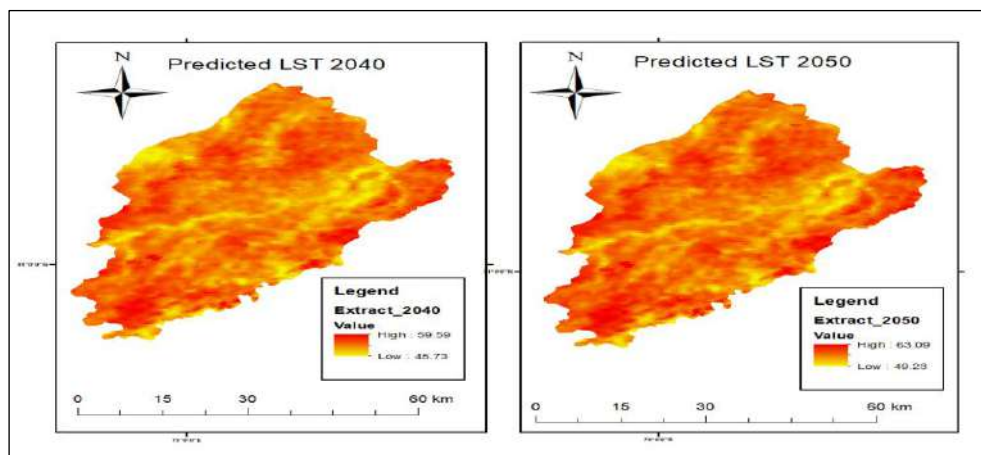 Predicted LST 2040
N
Legend
Extract_2040
Value
High : 59.59
Low : 45.73
0 15 30 60 km
Predicted LST 2050
N
Legend
Extract_2050
Value
High : 63.09
Low : 49.23
0 15 30 60 km